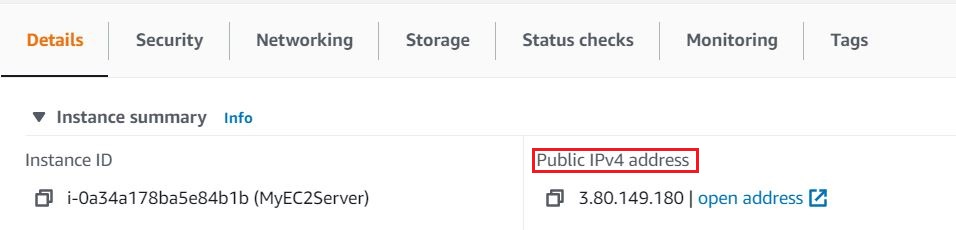 Details Security Networking Storage Status checks Monitoring Tags
Instance summary Info
Instance ID
Public IPv4 address
i-0a34a178ba5e84b1b (MyEC2Server)
3.80.149.180 | open address